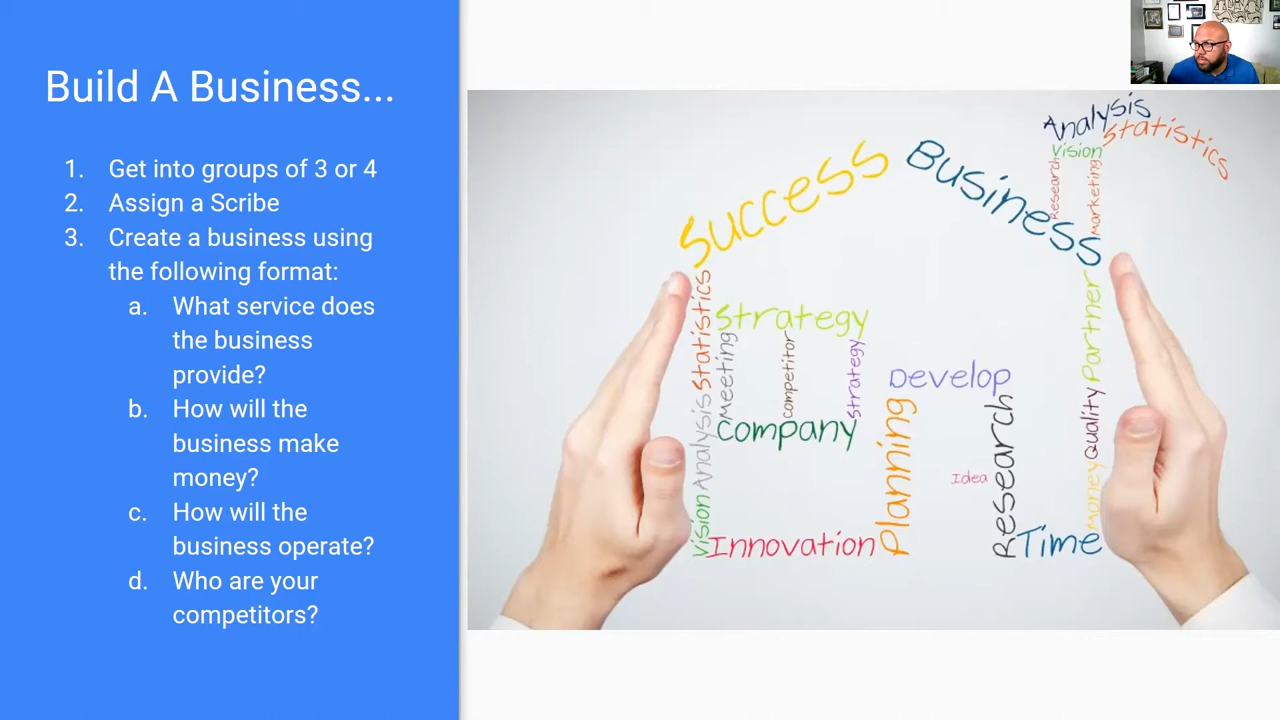 Build A Business...
1. Get into groups of 3 or 4
2. Assign a Scribe
3. Create a business using
the following format:
a. What service does
the business
provide?
b. How will the
business make
money?
c. How will the
business operate?
d. Who are your
competitors?
Analysis
Statistics
Vision
Research
Marketing
Success
Business
Statistics
Strategy
Meeting
Competitor
Strategy
Company
Analysis
Vision
Innovation
Planning
Develop
Idea
Research
Time
Partner
Quality
Money